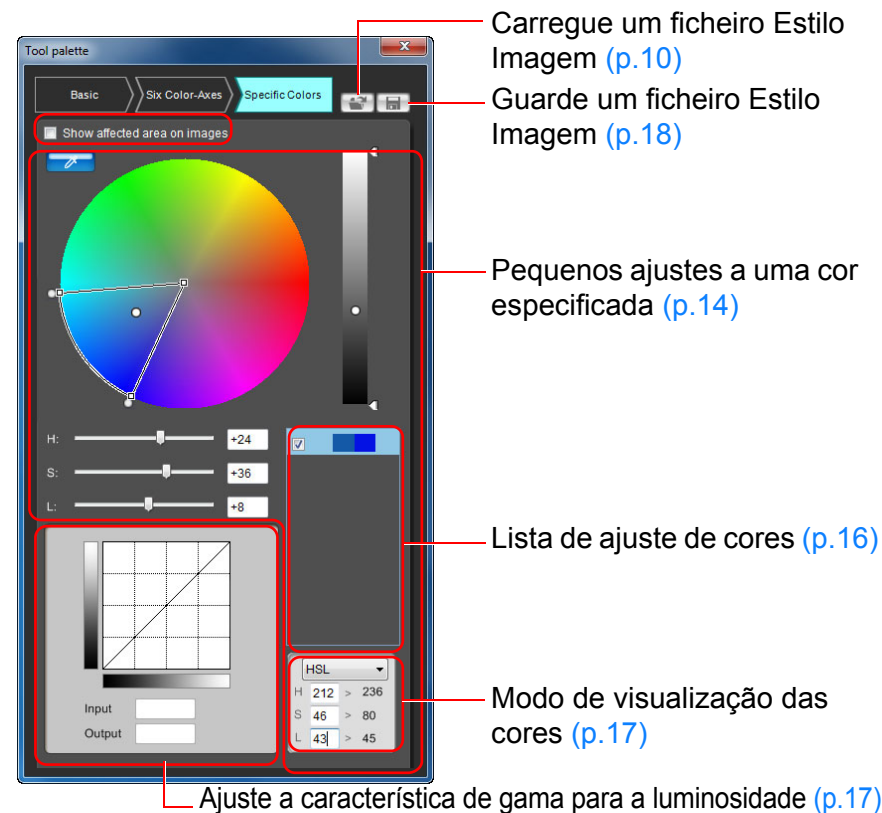 Carregue um ficheiro Estilo
Imagem (p.10)
Tool palette
Basic
Six Color-Axes
Specific Colors
Guarde um ficheiro Estilo
Imagem (p.18)
Show affected area on images
Pequenos ajustes a uma cor
especificada (p.14)
H: +24
S: +36
L: +8
Lista de ajuste de cores (p.16)
HSL
H 212 > 236
S 46 > 80
L 43 > 45
Input
Output
Modo de visualização das
cores (p.17)
Ajuste a característica de gama para a luminosidade (p.17)